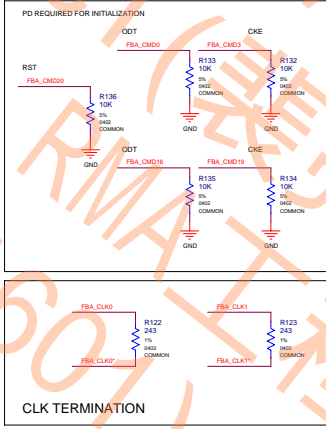 PD REQUIRED FOR INITIALIZATION
ODT
CKE
FBA_CMD0
FBA_CMD3
R133
10K
5%
0402
COMMON
GND
R132
10K
5%
0402
COMMON
GND
RST
FBA_CMD20
R136
10K
5%
0402
COMMON
GND
ODT
CKE
FBA_CMD16
FBA_CMD19
R135
10K
5%
0402
COMMON
GND
R134
10K
5%
0402
COMMON
GND
FBA_CLK0
R122
243
1%
0402
COMMON
FBA_CLK0*
FBA_CLK1
R123
243
1%
0402
COMMON
FBA_CLK1*
CLK TERMINATION
RMA